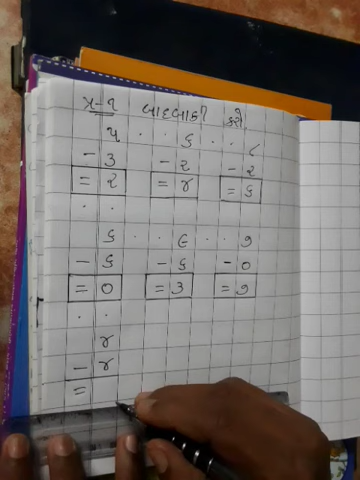 પ્ર-૧ બાદબાકી કરો.
૫ . . ૬ . . ૮
- ૩ - ૨ - ૨
= ૨ = ૪ = ૬
. .
૬ . . ૯ . . ૭
- ૬ - ૬ - ૦
= ૦ = ૩ = ૭
. .
૪
- ૪
=